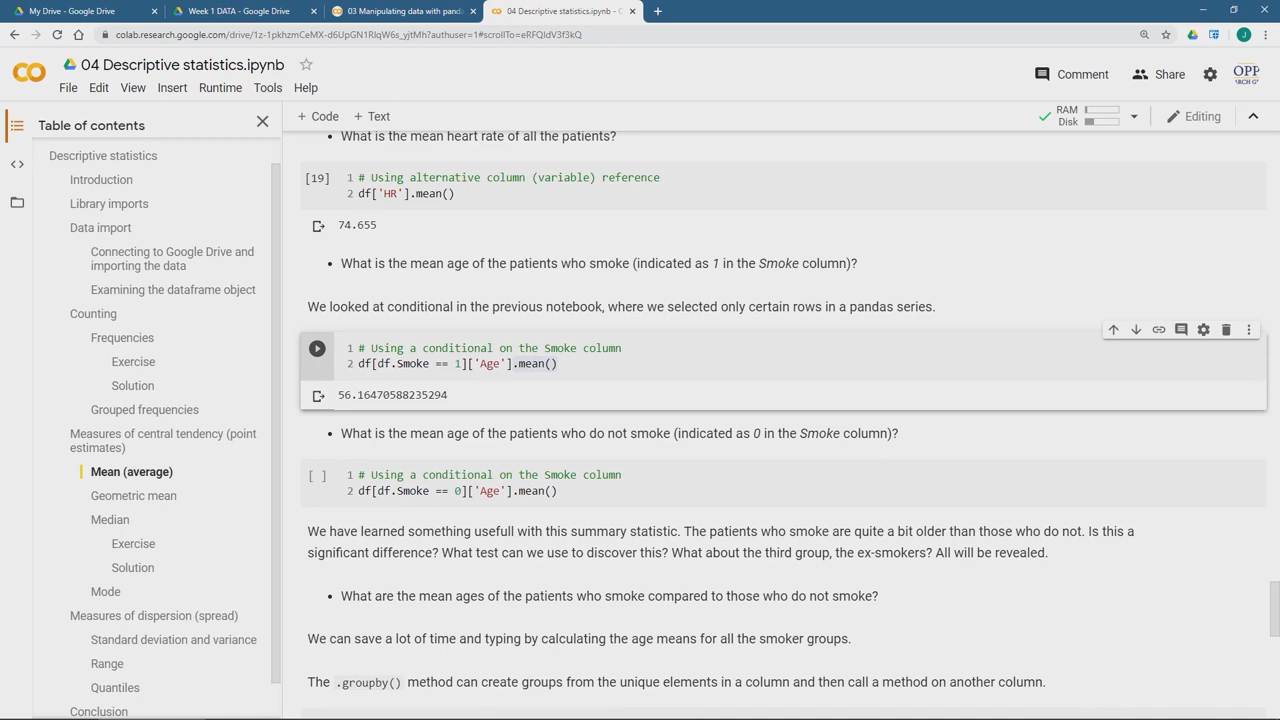 My Drive - Google Drive
Week 1 DATA - Google Drive
03 Manipulating data with panda
04 Descriptive statistics.ipynb - C
colab.research.google.com/drive/1z-1pkhzmCeMX-d6UpGN1RIqW6s_yjtMh?authuser=1#scrollTo=eRFQIdV3f3kQ
J
04 Descriptive statistics.ipynb
Comment
Share
OPP
File Edit View Insert Runtime Tools Help
+ Code + Text
RAM
Disk
Editing
Table of contents
Descriptive statistics
Introduction
Library imports
Data import
Connecting to Google Drive and
importing the data
Examining the dataframe object
Counting
Frequencies
Exercise
Solution
Grouped frequencies
Measures of central tendency (point
estimates)
Mean (average)
Geometric mean
Median
Exercise
Solution
Mode
Measures of dispersion (spread)
Standard deviation and variance
Range
Quantiles
Conclusion
• What is the mean heart rate of all the patients?
[19] 1 # Using alternative column (variable) reference
2 df['HR'].mean()
74.655
• What is the mean age of the patients who smoke (indicated as 1 in the Smoke column)?
We looked at conditional in the previous notebook, where we selected only certain rows in a pandas series.
1 # Using a conditional on the Smoke column
2 df[df.Smoke == 1]['Age'].mean()
56.16470588235294
• What is the mean age of the patients who do not smoke (indicated as 0 in the Smoke column)?
[ ] 1 # Using a conditional on the Smoke column
2 df[df.Smoke == 0]['Age'].mean()
We have learned something usefull with this summary statistic. The patients who smoke are quite a bit older than those who do not. Is this a
significant difference? What test can we use to discover this? What about the third group, the ex-smokers? All will be revealed.
• What are the mean ages of the patients who smoke compared to those who do not smoke?
We can save a lot of time and typing by calculating the age means for all the smoker groups.
The .groupby() method can create groups from the unique elements in a column and then call a method on another column.